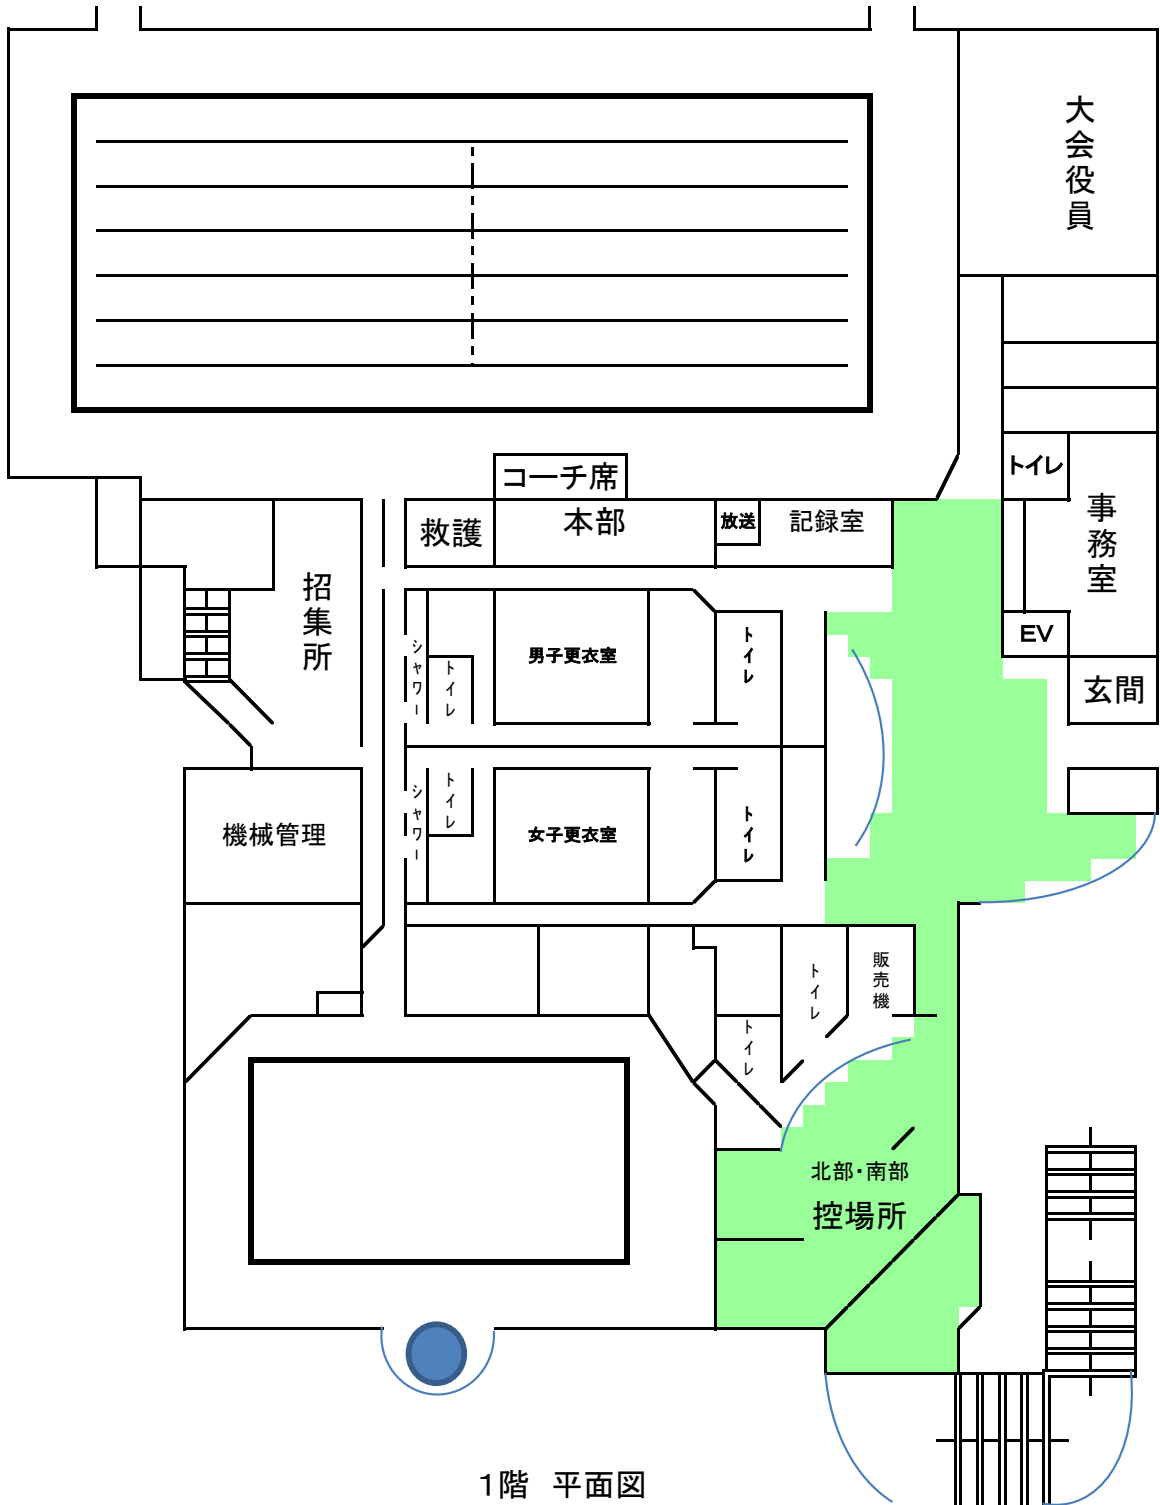 大会役員
コーチ席
トイレ
救護
本部
放送
記録室
事務室
招集所
EV
シャワー
トイレ
男子更衣室
トイレ
玄間
シャワー
トイレ
女子更衣室
トイレ
機械管理
トイレ
販売機
トイレ
北部・南部
控場所
1階 平面図